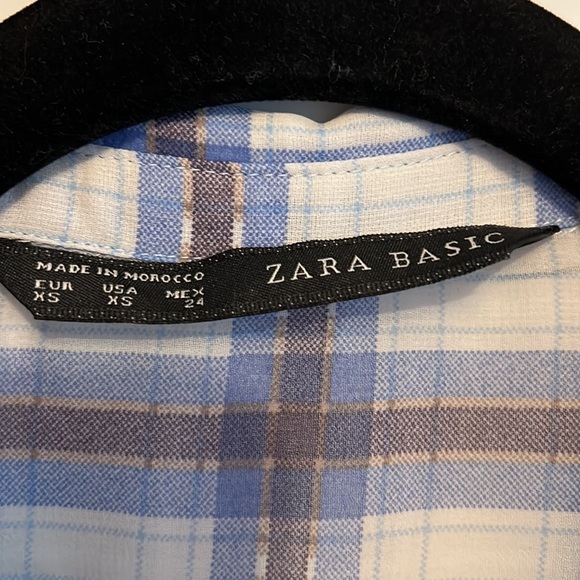 MADE IN MOROCCO
EUR USA MEX
XS XS 24
ZARA BASIC